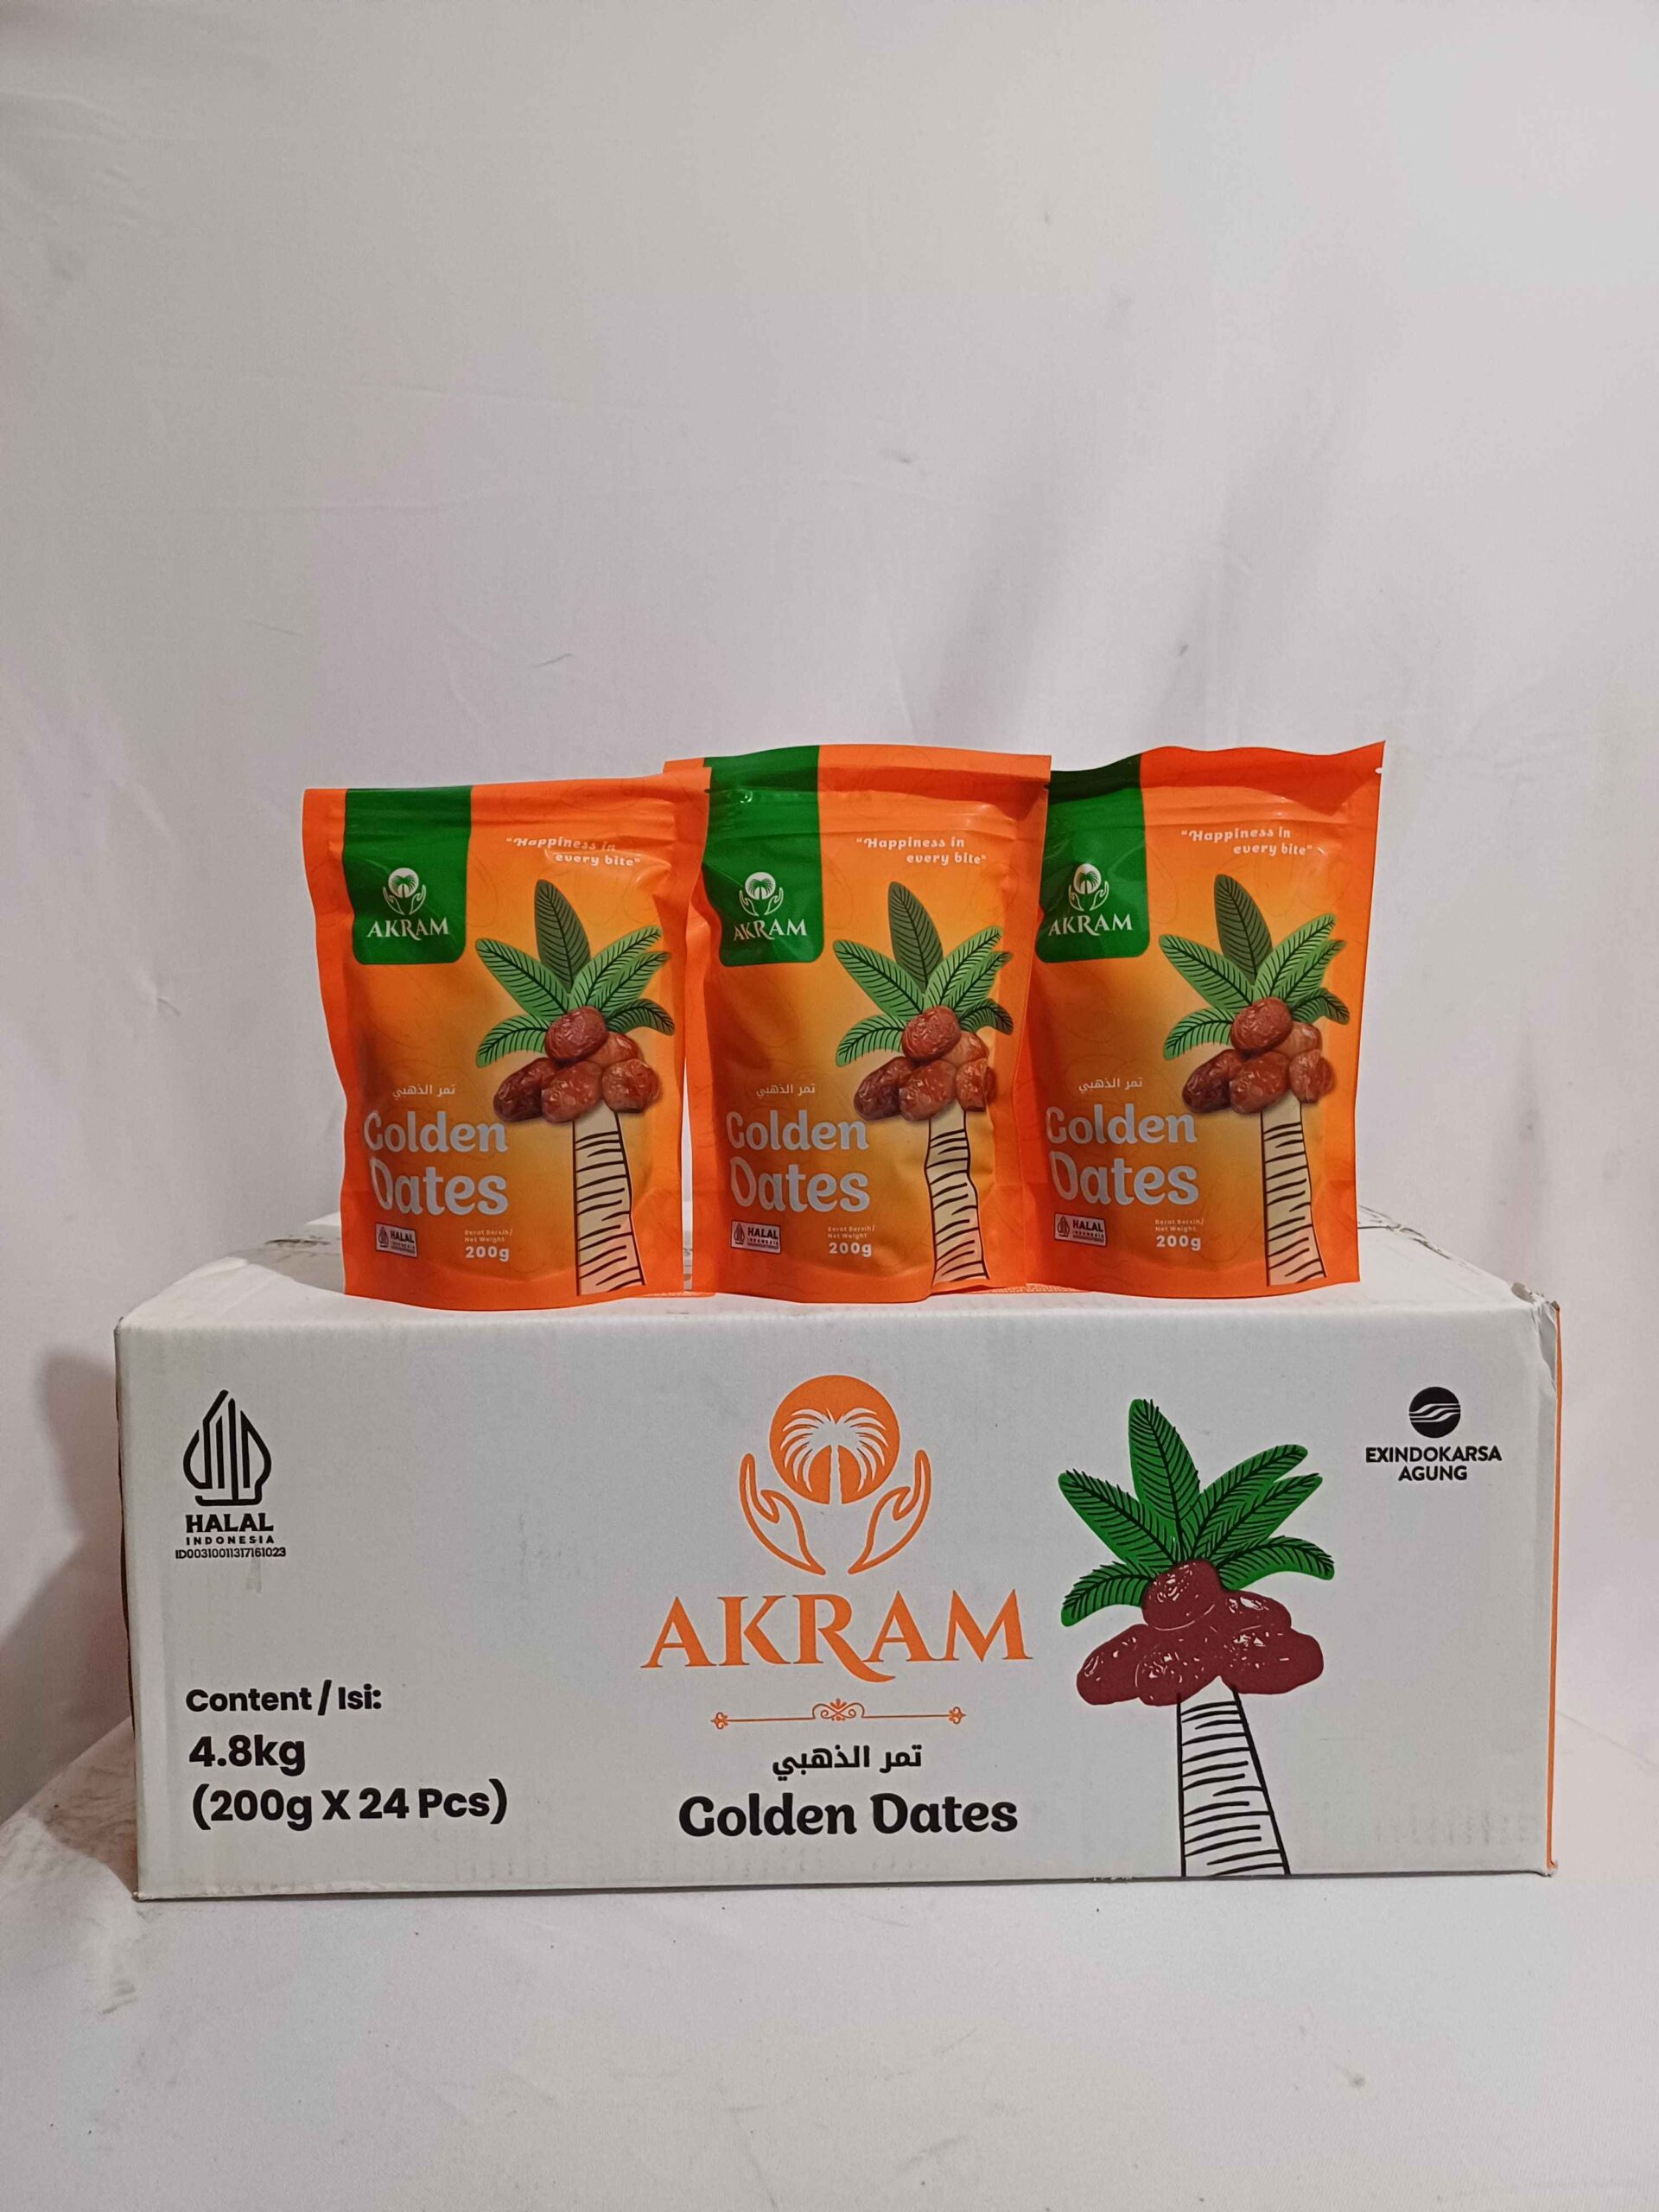 AKRAM
"Happiness in
every bite"
تمر الذهبي
Golden
Dates
HALAL
INDONESIA
Berat Bersih/
Net Weight
200g
AKRAM
"Happiness in
every bite"
تمر الذهبي
Golden
Dates
HALAL
INDONESIA
Berat Bersih/
Net Weight
200g
AKRAM
"Happiness in
every bite"
تمر الذهبي
Golden
Dates
HALAL
INDONESIA
Berat Bersih/
Net Weight
200g
HALAL
INDONESIA
ID00310011317161023
Content / Isi:
4.8kg
(200g X 24 Pcs)
AKRAM
تمر الذهبي
Golden Dates
EXINDOKARSA
AGUNG